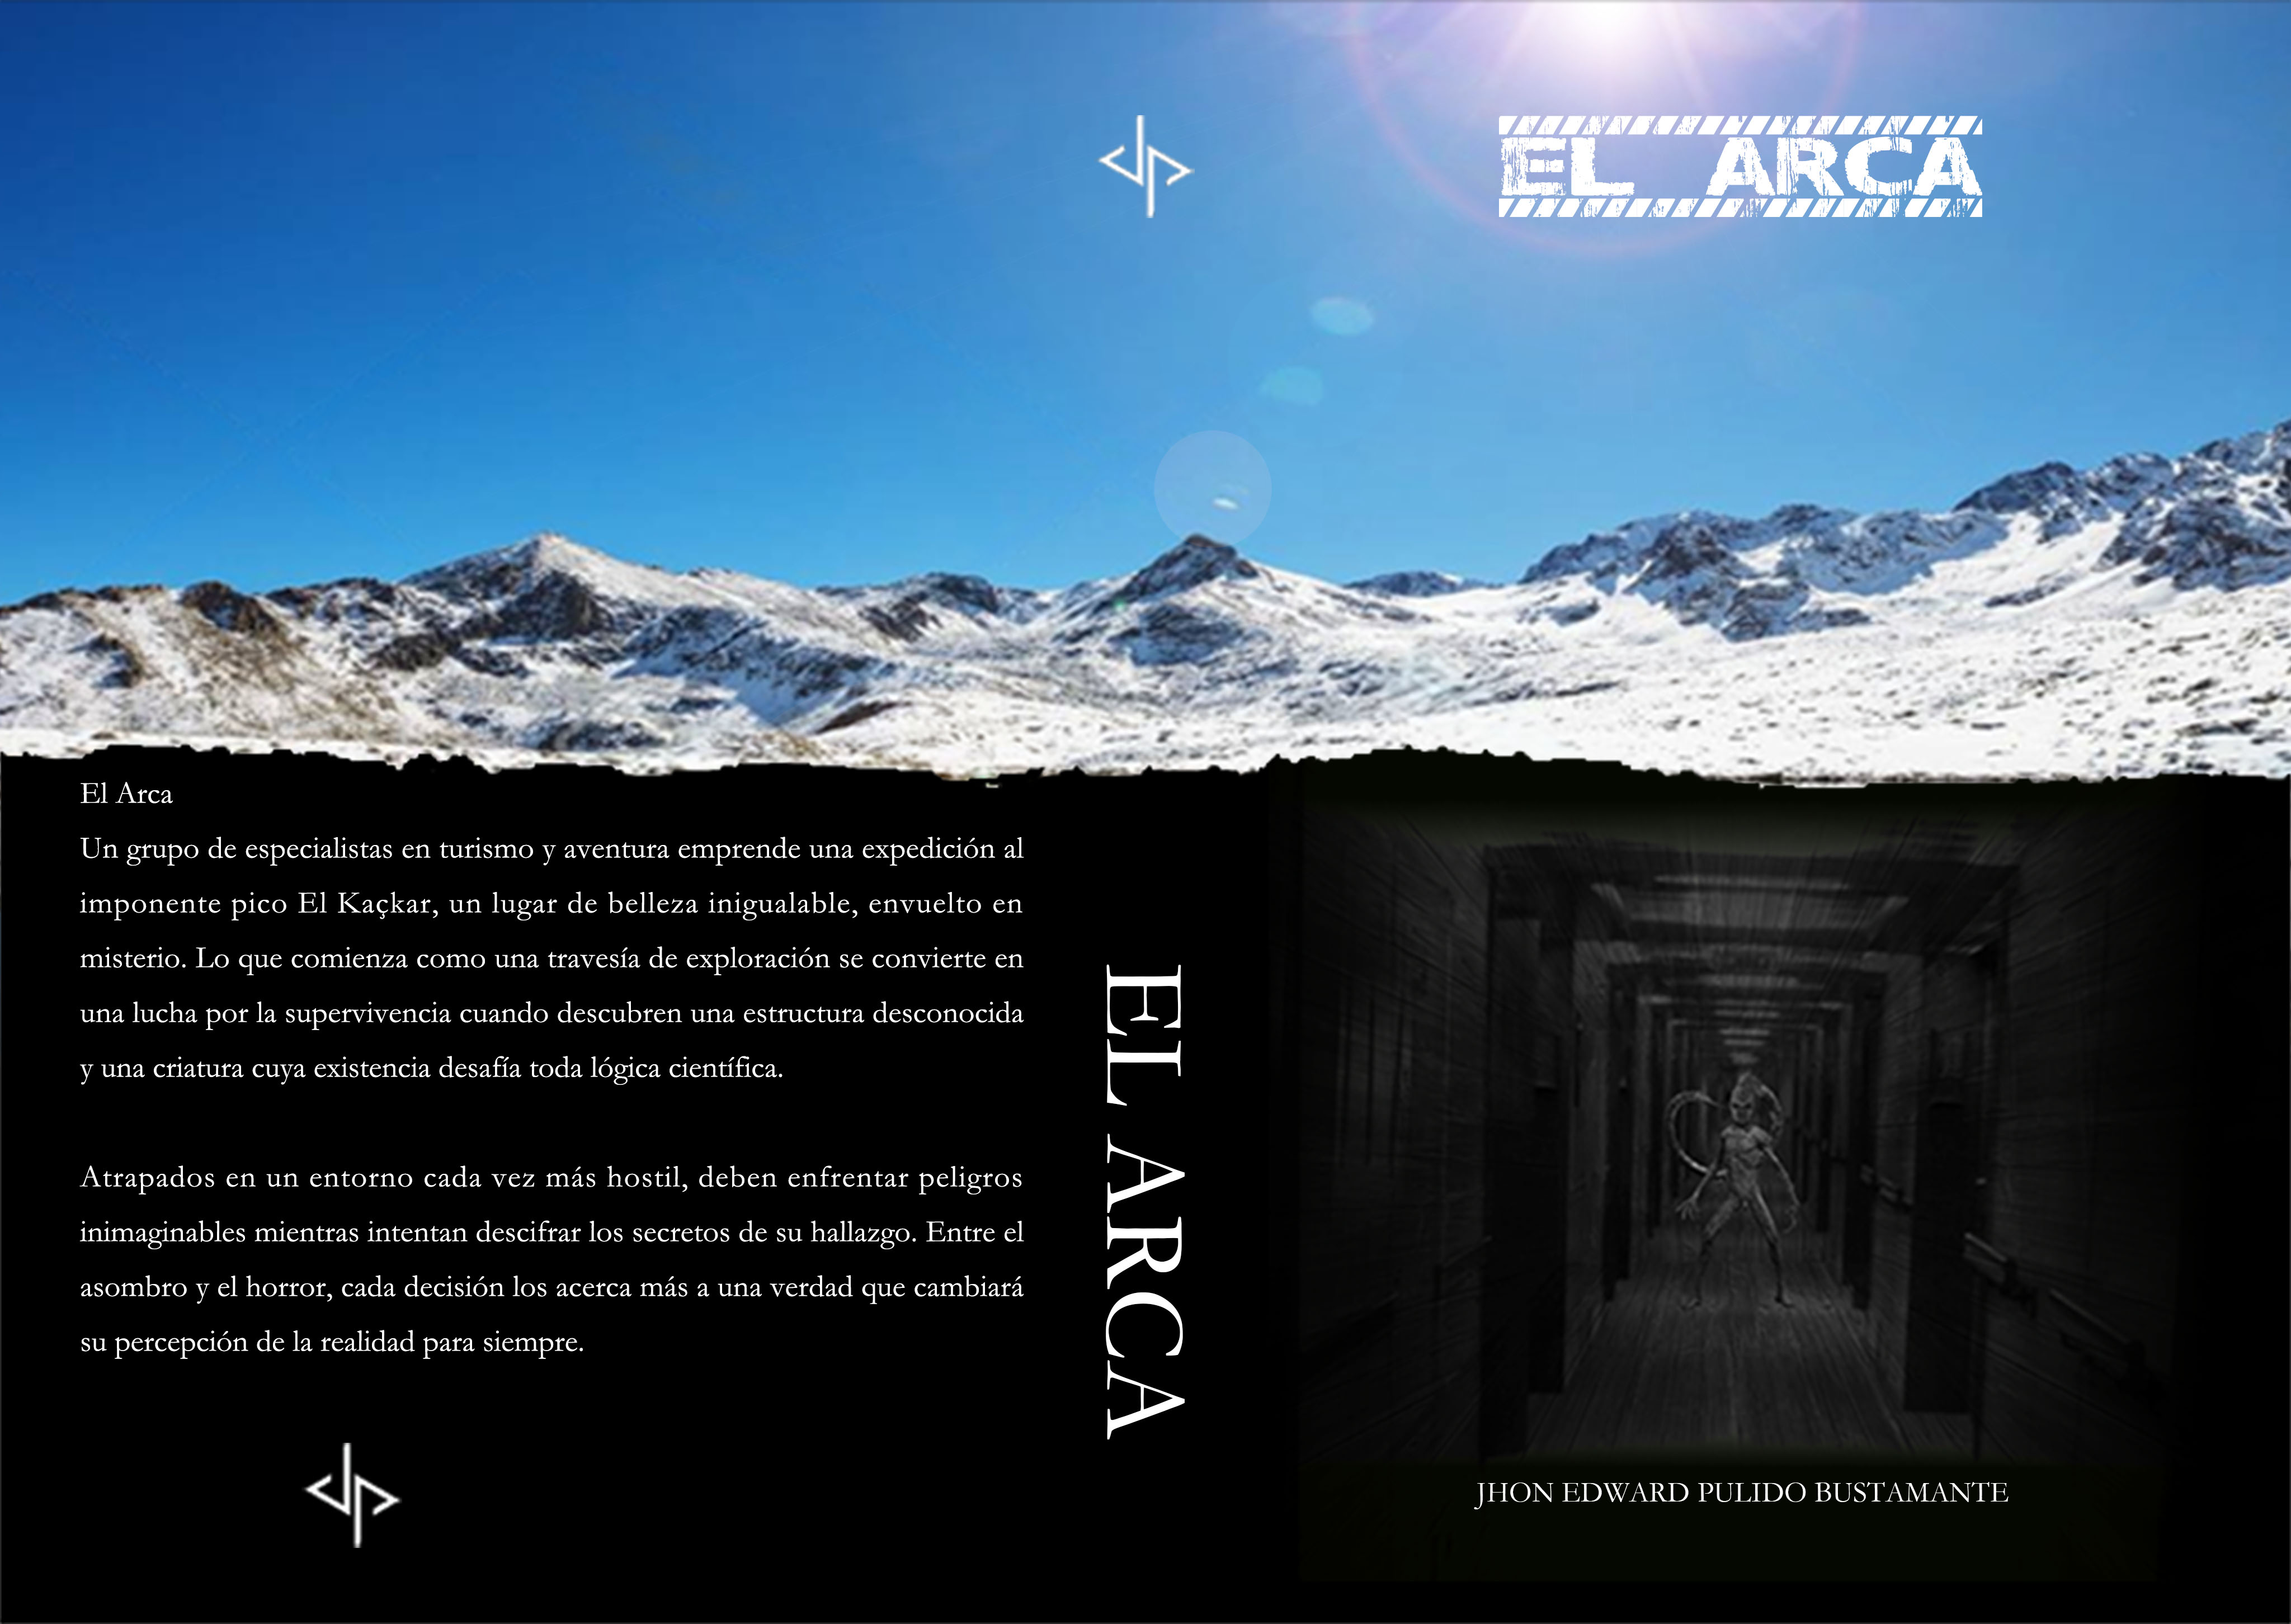 EL ARCA
El Arca
Un grupo de especialistas en turismo y aventura emprende una expedición al
imponente pico El Kaçkar, un lugar de belleza inigualable, envuelto en
misterio. Lo que comienza como una travesía de exploración se convierte en
una lucha por la supervivencia cuando descubren una estructura desconocida
y una criatura cuya existencia desafía toda lógica científica.
Atrapados en un entorno cada vez más hostil, deben enfrentar peligros
inimaginables mientras intentan descifrar los secretos de su hallazgo. Entre el
asombro y el horror, cada decisión los acerca más a una verdad que cambiará
su percepción de la realidad para siempre.
EL ARCA
JHON EDWARD PULIDO BUSTAMANTE